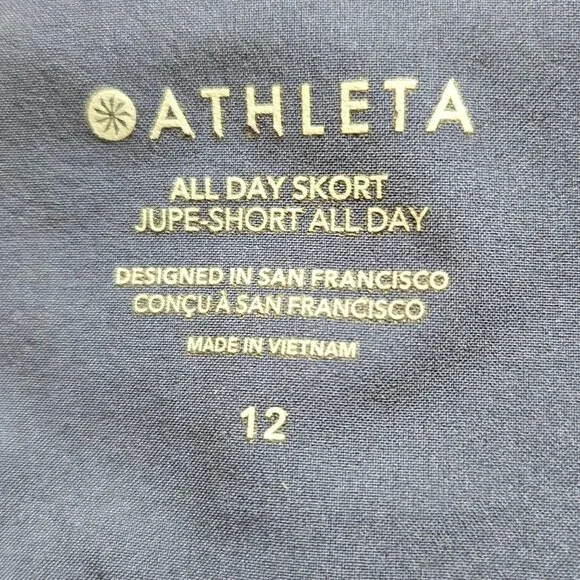 ATHLETA
ALL DAY SKORT
JUPE-SHORT ALL DAY
DESIGNED IN SAN FRANCISCO
CONÇU À SAN FRANCISCO
MADE IN VIETNAM
12